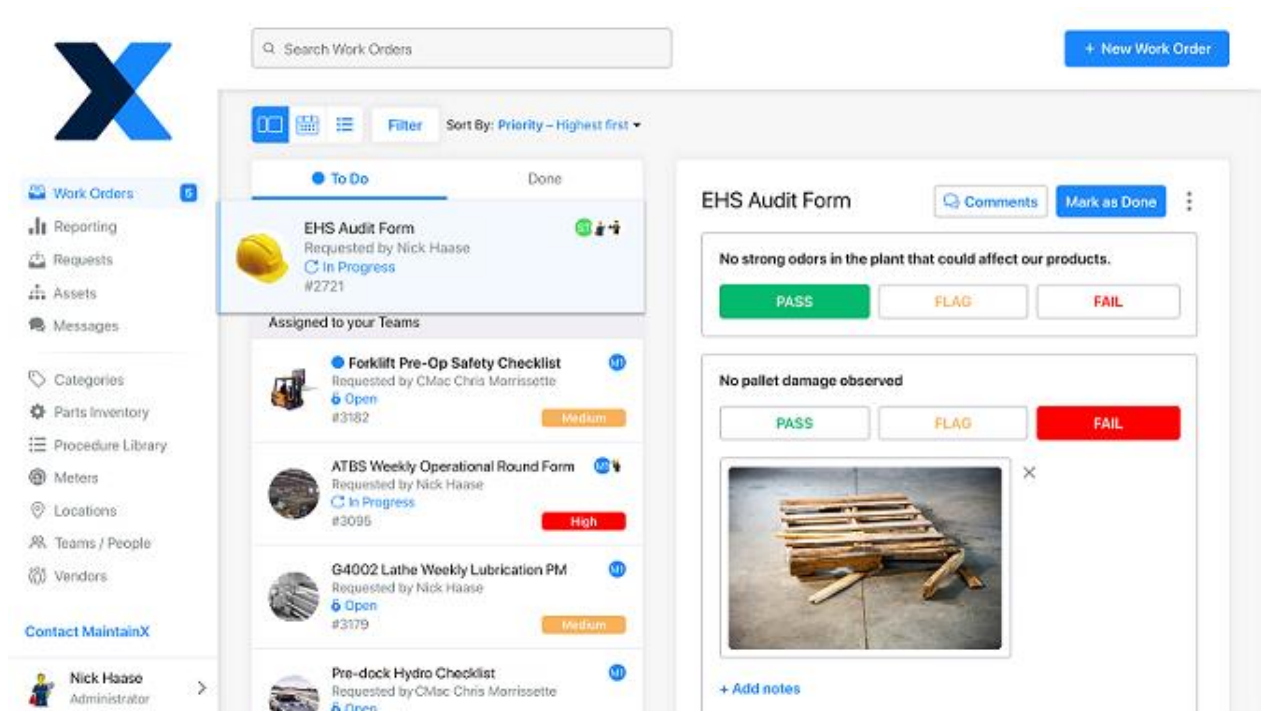 Search Work Orders
+ New Work Order
Filter
Sort By: Priority – Highest first
Work Orders
5
Reporting
Requests
Assets
Messages
Categories
Parts Inventory
Procedure Library
Meters
Locations
Teams / People
Vendors
Contact MaintainX
Nick Haase
Administrator
To Do
Done
EHS Audit Form
Requested by Nick Haase
In Progress
#2721
Assigned to your Teams
Forklift Pre-Op Safety Checklist
Requested by CMac Chris Morrissette
Open
#3182
Medium
ATBS Weekly Operational Round Form
Requested by Nick Haase
In Progress
#3095
High
G4002 Lathe Weekly Lubrication PM
Requested by Nick Haase
Open
#3179
Medium
Pre-dock Hydro Checklist
Requested by CMac Chris Morrissette
Open
EHS Audit Form
Comments
Mark as Done
No strong odors in the plant that could affect our products.
PASS
FLAG
FAIL
No pallet damage observed
PASS
FLAG
FAIL
+ Add notes